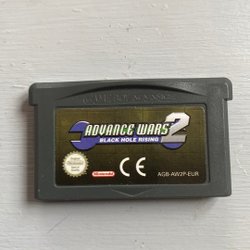 GAME BOY ADVANCE
ADVANCE WARS 2
BLACK HOLE RISING
Nintendo
CE
AGB-AW2P-EUR